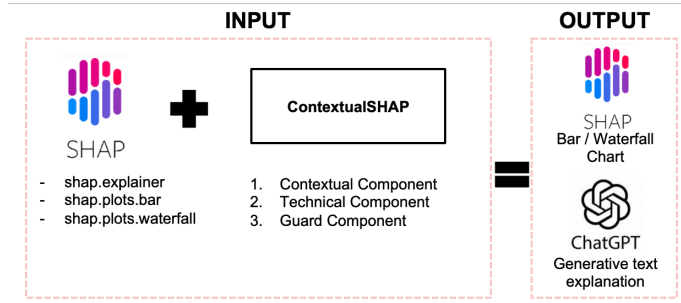 INPUT
OUTPUT
SHAP
- shap.explainer
- shap.plots.bar
- shap.plots.waterfall
ContextualSHAP
1. Contextual Component
2. Technical Component
3. Guard Component
SHAP
Bar / Waterfall
Chart
ChatGPT
Generative text
explanation